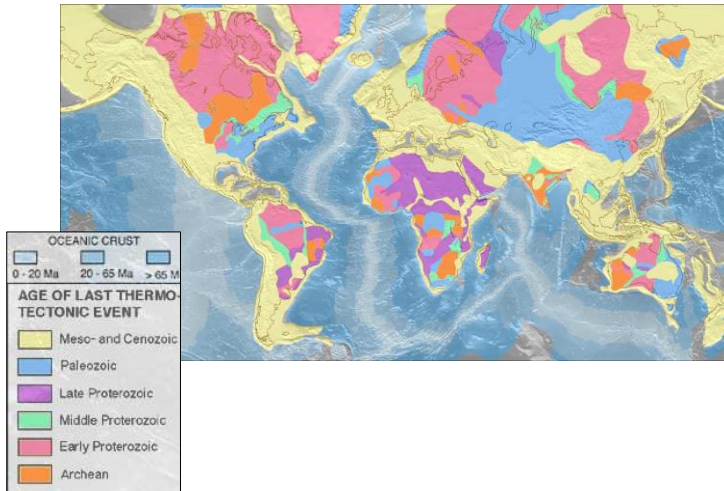 OCEANIC CRUST
0 - 20 Ma 20 - 65 Ma > 65 M
AGE OF LAST THERMO-
TECTONIC EVENT
Meso- and Cenozoic
Paleozoic
Late Proterozoic
Middle Proterozoic
Early Proterozoic
Archean